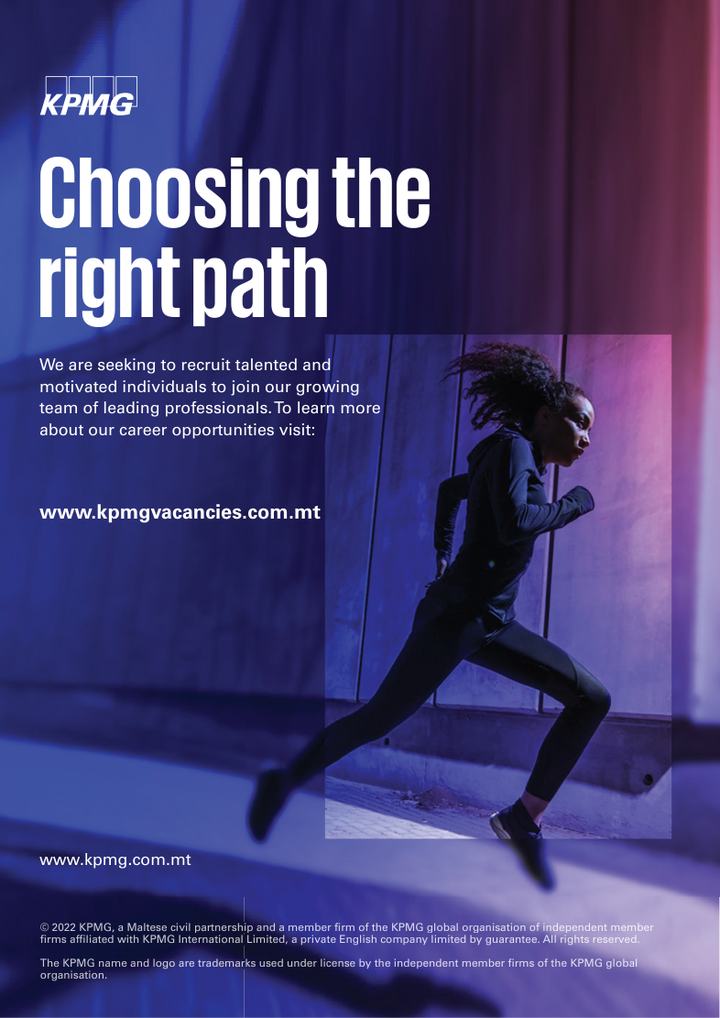 KPMG
Choosing the
right path
We are seeking to recruit talented and
motivated individuals to join our growing
team of leading professionals. To learn more
about our career opportunities visit:
www.kpmgvacancies.com.mt
www.kpmg.com.mt
© 2022 KPMG, a Maltese civil partnership and a member firm of the KPMG global organisation of independent member
firms affiliated with KPMG International Limited, a private English company limited by guarantee. All rights reserved.
The KPMG name and logo are trademarks used under license by the independent member firms of the KPMG global
organisation.